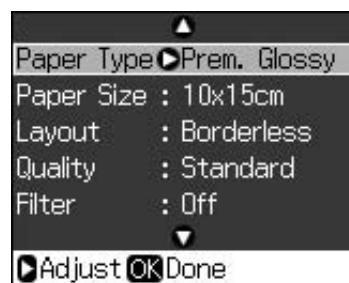 Paper Type Prem. Glossy
Paper Size : 10x15cm
Layout : Borderless
Quality : Standard
Filter : Off
Adjust OK Done